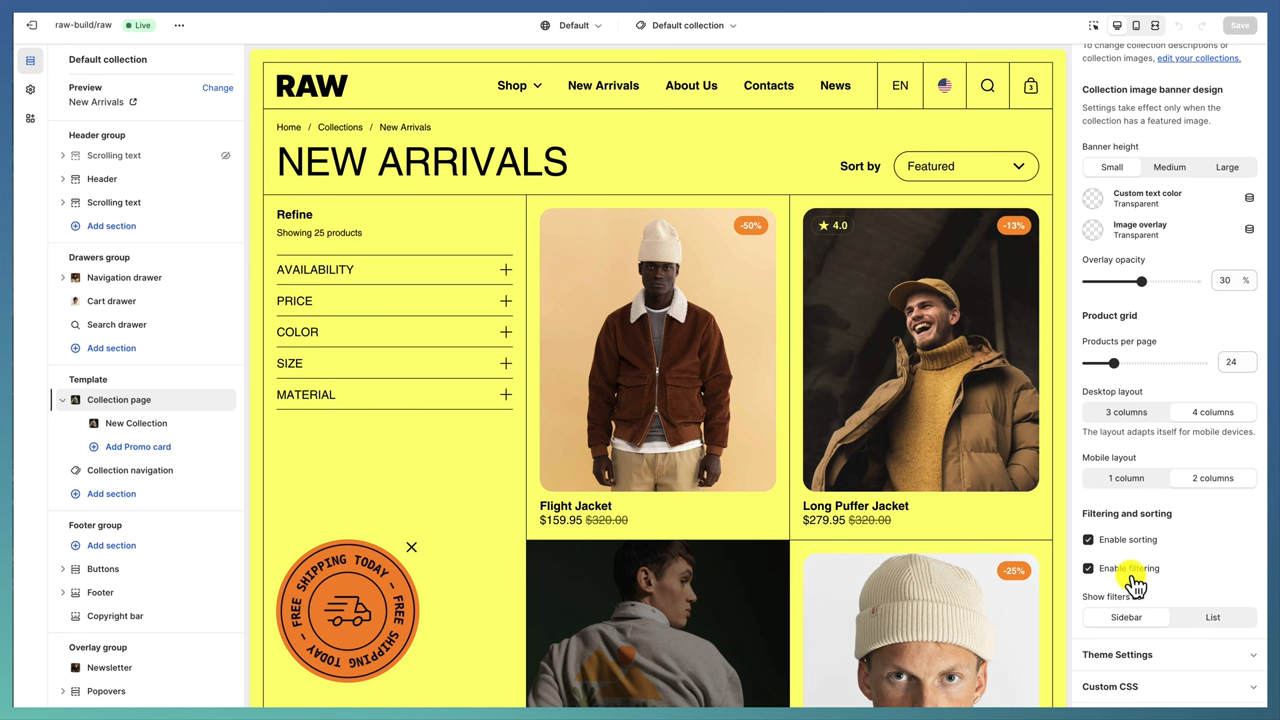 raw-build/raw
Live
Default
Default collection
Save
Default collection
Preview
Change
New Arrivals
Header group
Scrolling text
Header
Scrolling text
Add section
Drawers group
Navigation drawer
Cart drawer
Search drawer
Add section
Template
Collection page
New Collection
Add Promo card
Collection navigation
Add section
Footer group
Add section
Buttons
Footer
Copyright bar
Overlay group
Newsletter
Popovers
RAW
Shop
New Arrivals
About Us
Contacts
News
EN
3
Home / Collections / New Arrivals
NEW ARRIVALS
Sort by
Featured
Refine
Showing 25 products
AVAILABILITY
PRICE
COLOR
SIZE
MATERIAL
FREE SHIPPING TODAY - FREE SHIPPING TODAY -
-50%
Flight Jacket
$159.95 $320.00
★ 4.0
-13%
Long Puffer Jacket
$279.95 $320.00
-25%
To change collection descriptions or
collection images, edit your collections.
Collection image banner design
Settings take effect only when the
collection has a featured image.
Banner height
Small
Medium
Large
Custom text color
Transparent
Image overlay
Transparent
Overlay opacity
30 %
Product grid
Products per page
24
Desktop layout
3 columns
4 columns
The layout adapts itself for mobile devices.
Mobile layout
1 column
2 columns
Filtering and sorting
Enable sorting
Enable filtering
Show filters
Sidebar
List
Theme Settings
Custom CSS